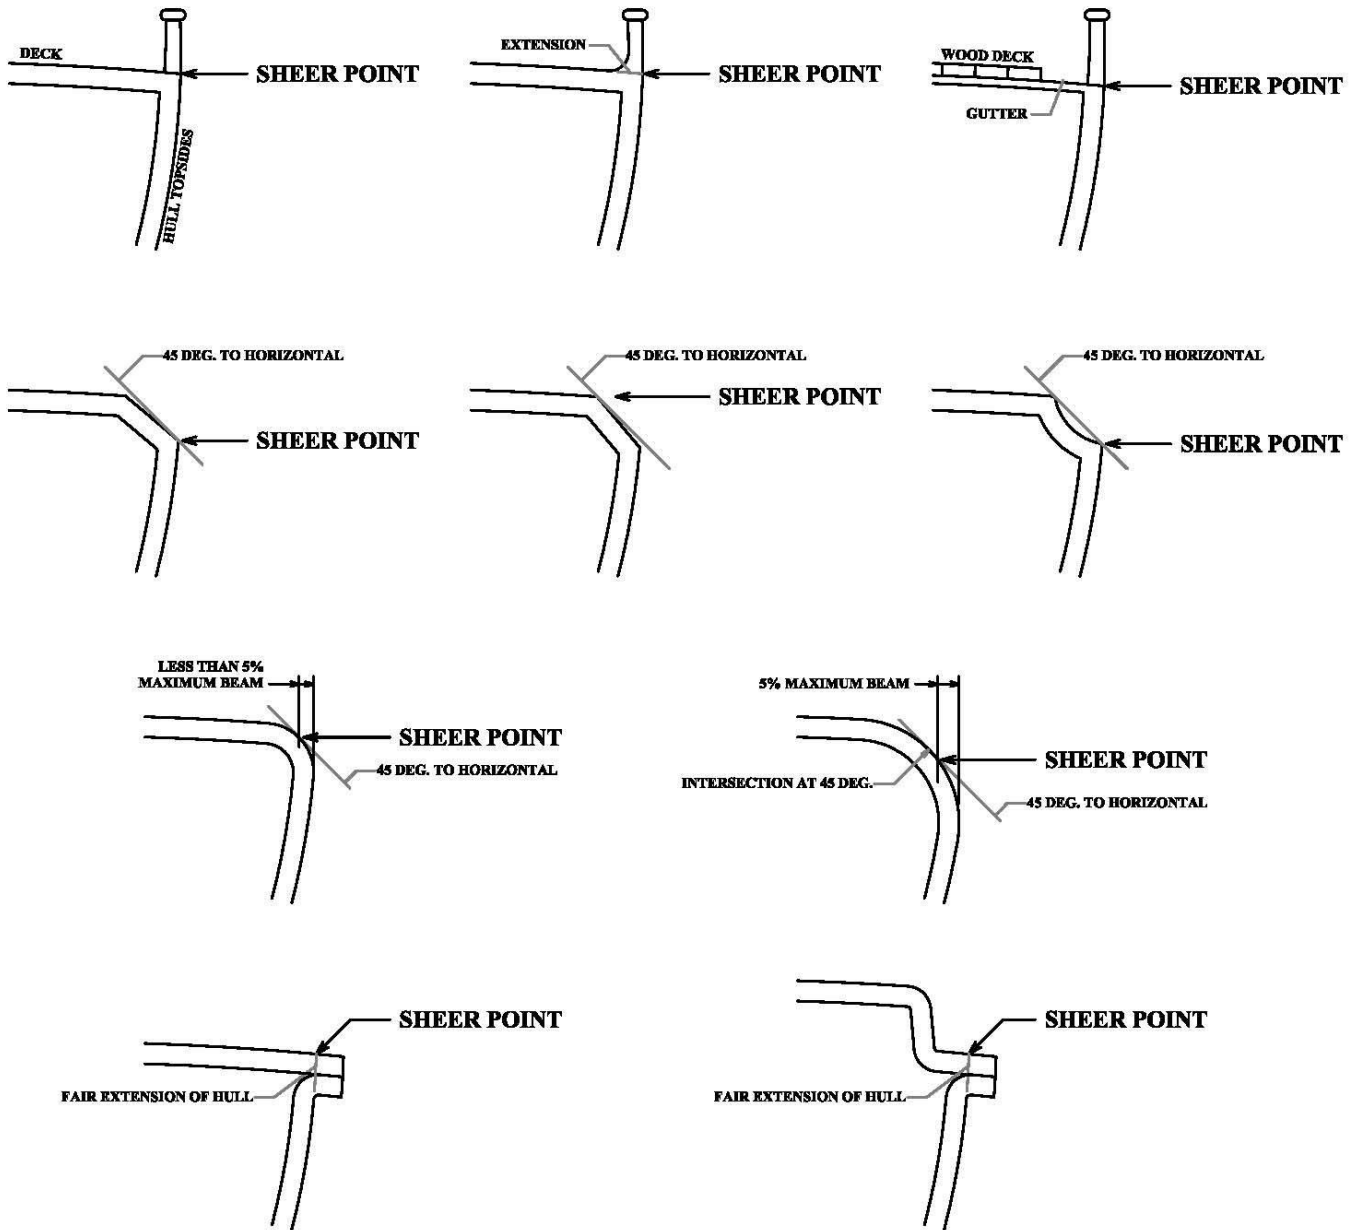 DECK
SHEER POINT
HULL TOPSIDES
EXTENSION
SHEER POINT
WOOD DECK
SHEER POINT
GUTTER
45 DEG. TO HORIZONTAL
SHEER POINT
45 DEG. TO HORIZONTAL
SHEER POINT
45 DEG. TO HORIZONTAL
SHEER POINT
LESS THAN 5%
MAXIMUM BEAM
SHEER POINT
45 DEG. TO HORIZONTAL
5% MAXIMUM BEAM
SHEER POINT
INTERSECTION AT 45 DEG.
45 DEG. TO HORIZONTAL
SHEER POINT
FAIR EXTENSION OF HULL
SHEER POINT
FAIR EXTENSION OF HULL